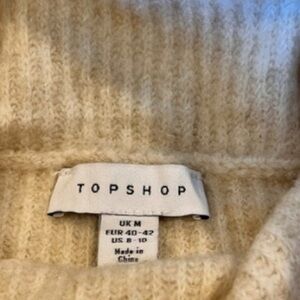 TOPSHOP
UK M
EUR 40-42
US 8-10
Made in
China